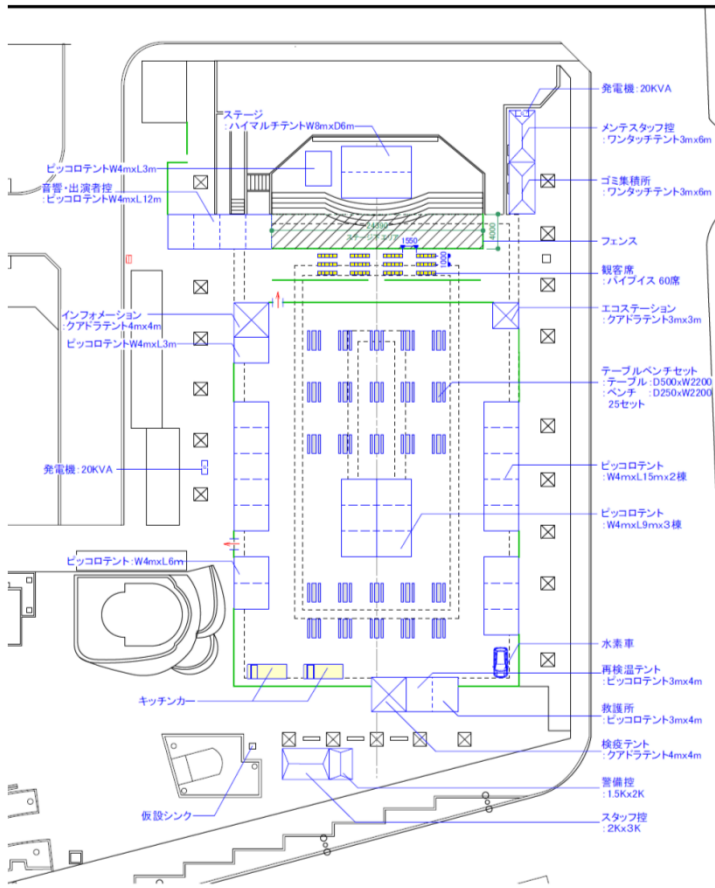 ステージ
:ハイマルチテントW8mxD6m
ピッコロテントW4mxL3m
音響・出演者控
:ピッコロテントW4mxL12m
インフォメーション
:クアドラテント4mx4m
ピッコロテントW4mxL3m
発電機:20KVA
ピッコロテント:W4mxL6m
キッチンカー
仮設シンク
24390
4000
1550
1000
発電機:20KVA
メンテスタッフ控
:ワンタッチテント3mx6m
ゴミ集積所
:ワンタッチテント3mx6m
フェンス
観客席
:パイプイス 60席
エコステーション
:クアドラテント3mx3m
テーブルベンチセット
:テーブル:D500xW2200
:ベンチ :D250xW2200
25セット
ピッコロテント
:W4mxL15mx2棟
ピッコロテント
:W4mxL9mx3棟
水素車
再検温テント
:ピッコロテント3mx4m
救護所
:ピッコロテント3mx4m
検疫テント
:クアドラテント4mx4m
警備控
:1.5Kx2K
スタッフ控
:2Kx3K